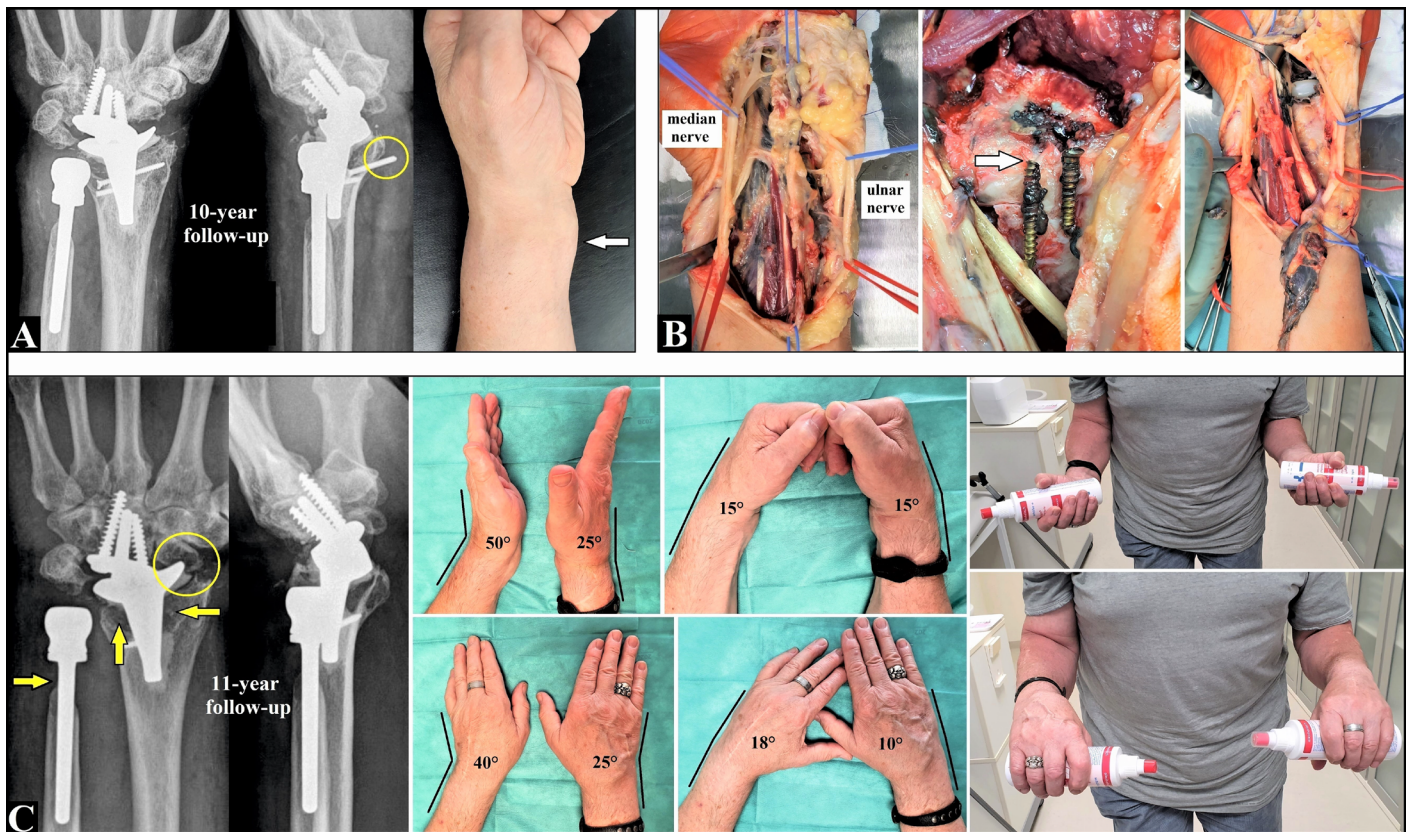 10-year
follow-up
A
median
nerve
ulnar
nerve
B
11-year
follow-up
C
50°
25°
15°
15°
40°
25°
18°
10°